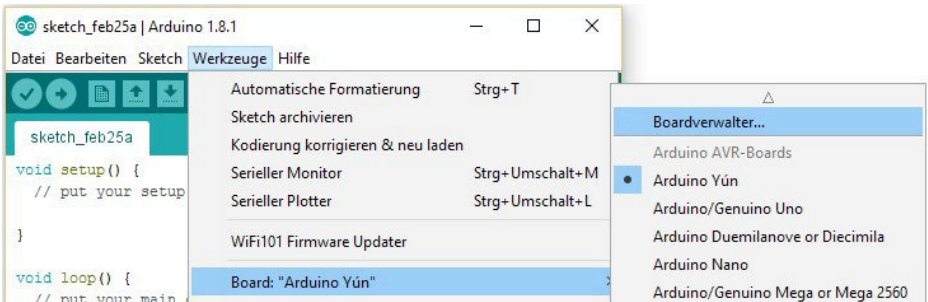 sketch_feb25a | Arduino 1.8.1
Datei Bearbeiten Sketch Werkzeuge Hilfe
sketch_feb25a
void setup() {
// put your setup
}
void loop() {
// put your main
Automatische Formatierung Strg+T
Sketch archivieren
Kodierung korrigieren & neu laden
Serieller Monitor Strg+Umschalt+M
Serieller Plotter Strg+Umschalt+L
WiFi101 Firmware Updater
Board: "Arduino Yún"
Boardverwalter...
Arduino AVR-Boards
Arduino Yún
Arduino/Genuino Uno
Arduino Duemilanove or Diecimila
Arduino Nano
Arduino/Genuino Mega or Mega 2560